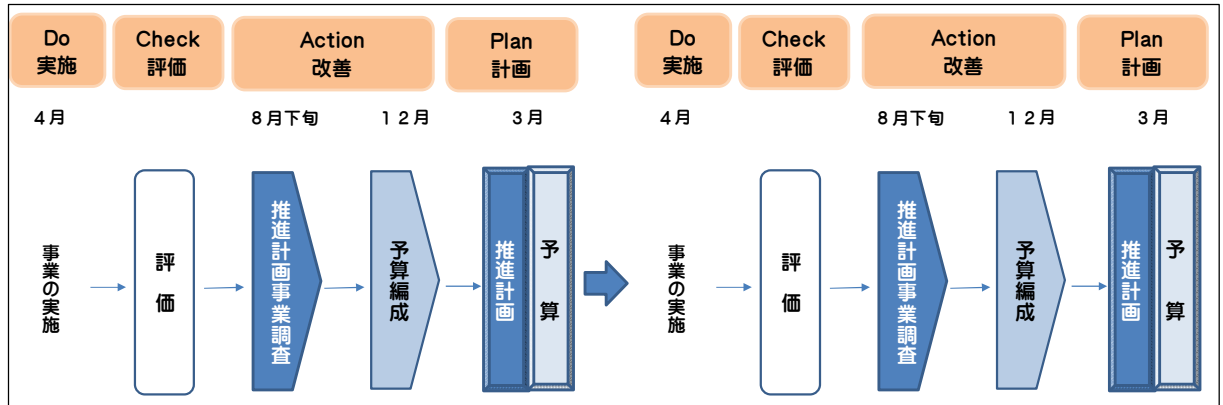 Do
実施
Check
評価
Action
改善
Plan
計画
Do
実施
Check
評価
Action
改善
Plan
計画
4月
8月下旬
12月
3月
4月
8月下旬
12月
3月
事業の実施
評価
推進計画事業調査
予算編成
推進計画
予算
事業の実施
評価
推進計画事業調査
予算編成
推進計画
予算